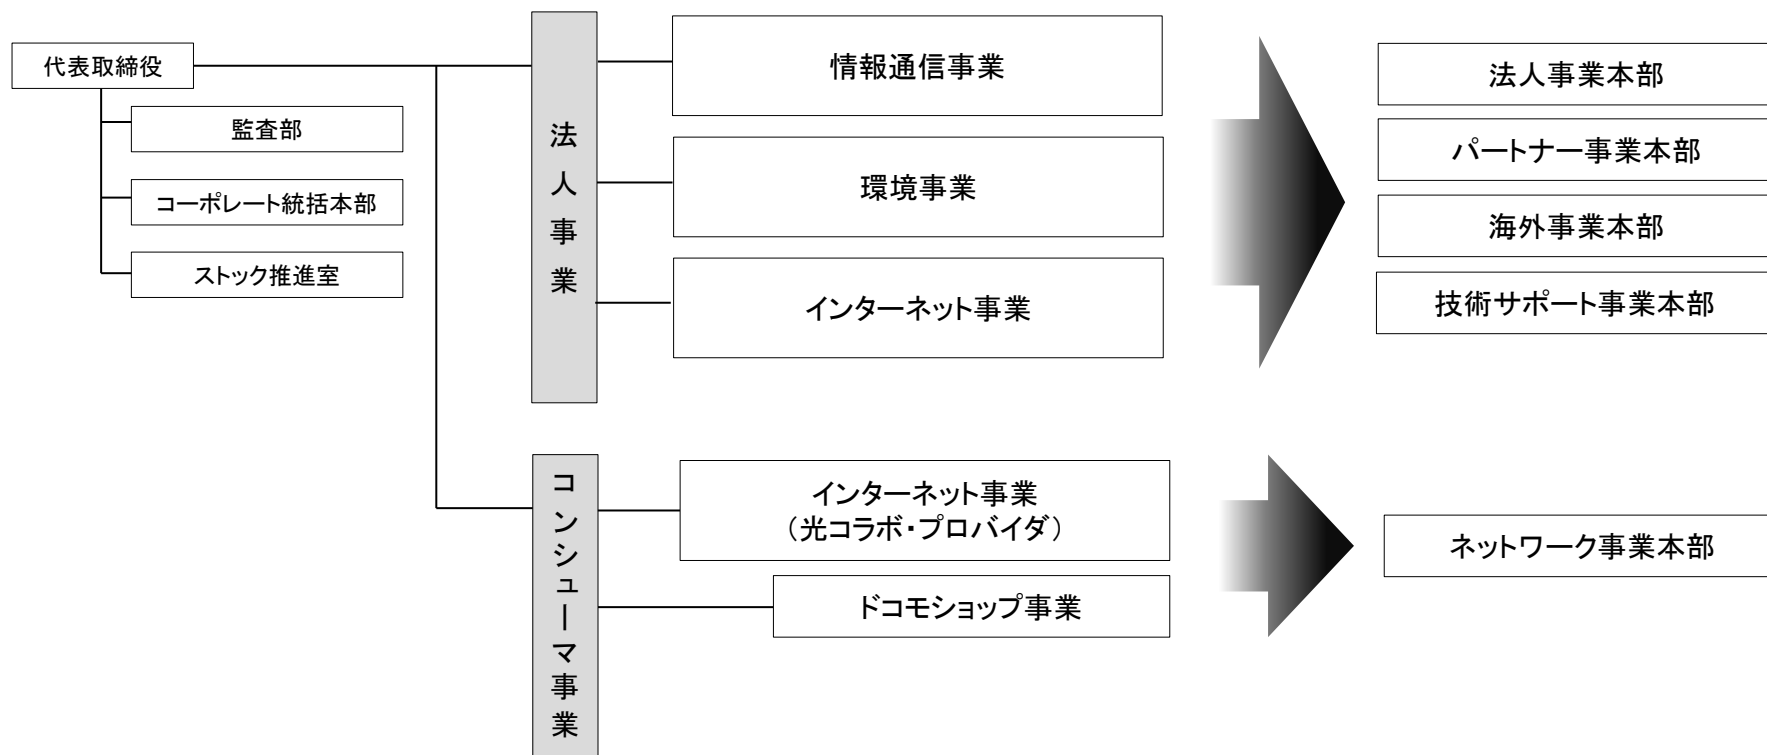 代表取締役
監査部
コーポレート統括本部
ストック推進室
法人事業
情報通信事業
環境事業
インターネット事業
法人事業本部
パートナー事業本部
海外事業本部
技術サポート事業本部
コンシューマ事業
インターネット事業
（光コラボ・プロバイダ）
ドコモショップ事業
ネットワーク事業本部